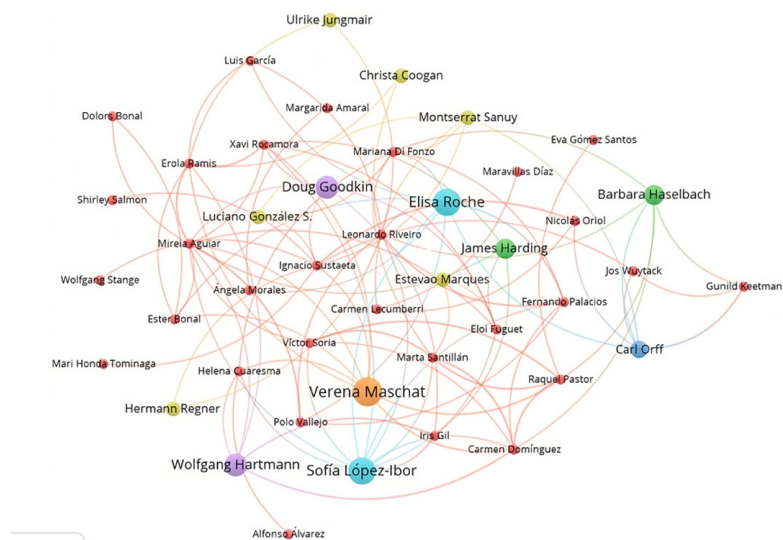 Ulrike Jungmair
Luis García
Christa Coogan
Margarida Amaral
Dolors Bonal
Montserrat Sanuy
Eva Gómez Santos
Xavi Rocamora
Mariana Di Fonzo
Erola Ramis
Maravillas Díaz
Doug Goodkin
Barbara Haselbach
Shirley Salmon
Elisa Roche
Luciano González S.
Nicolás Oriol
Leonardo Riveiro
Mireia Aguiar
James Harding
Ignacio Sustaeta
Jos Wuytack
Wolfgang Stange
Estevao Marques
Gunild Keetman
Ángela Morales
Fernando Palacios
Carmen Lecumberri
Ester Bonal
Eloí Fuguet
Víctor Soria
Carl Orff
Marta Santillán
Mari Honda Tominaga
Helena Cuaresma
Raquel Pastor
Verena Maschat
Hermann Regner
Polo Vallejo
Iris Gil
Carmen Domínguez
Wolfgang Hartmann
Sofía López-Ibor
Alfonso Álvarez